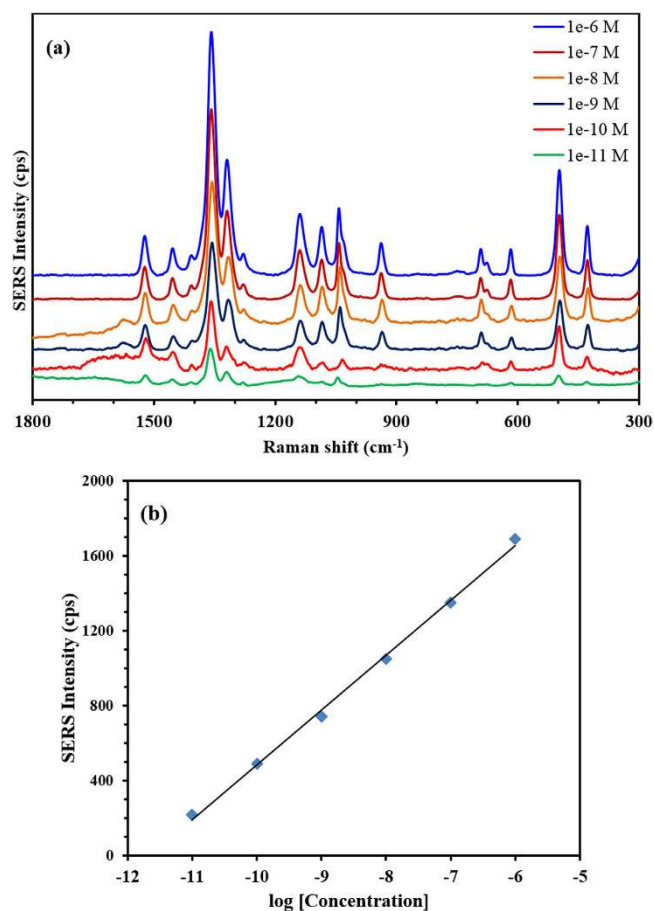 (a)
1e-6 M
1e-7 M
1e-8 M
1e-9 M
1e-10 M
1e-11 M
SERS Intensity (cps)
1800 1500 1200 900 600 300
Raman shift (cm⁻¹)
(b)
2000
1600
1200
800
400
0
SERS Intensity (cps)
-12 -11 -10 -9 -8 -7 -6 -5
log [Concentration]